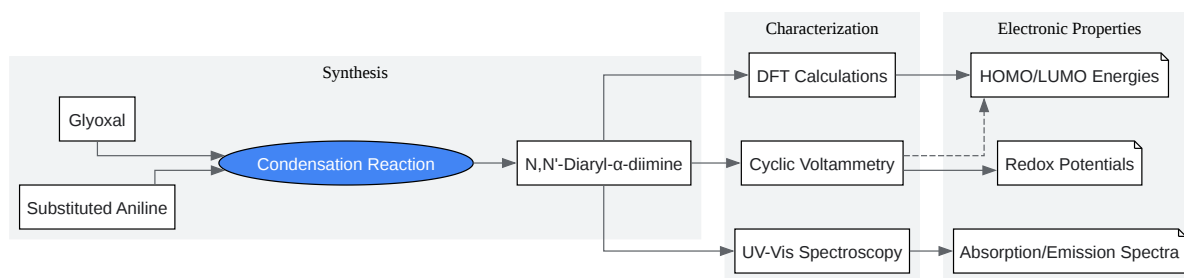 Synthesis
Glyoxal
Substituted Aniline
Condensation Reaction
N,N'-Diaryl-α-diimine
Characterization
DFT Calculations
Cyclic Voltammetry
UV-Vis Spectroscopy
Electronic Properties
HOMO/LUMO Energies
Redox Potentials
Absorption/Emission Spectra